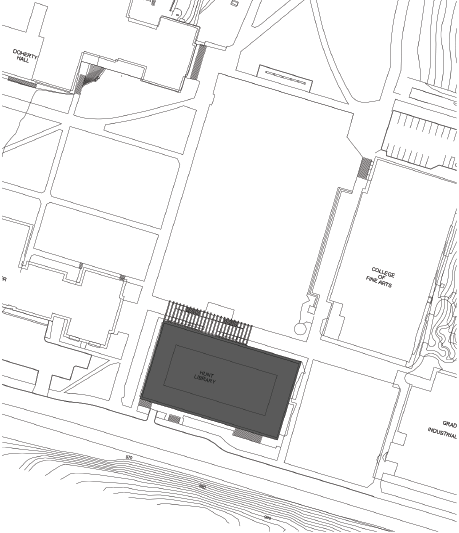 DOHERTY
HALL
COLLEGE
OF
FINE ARTS
HUNT
LIBRARY
GRAD
INDUSTRIAL